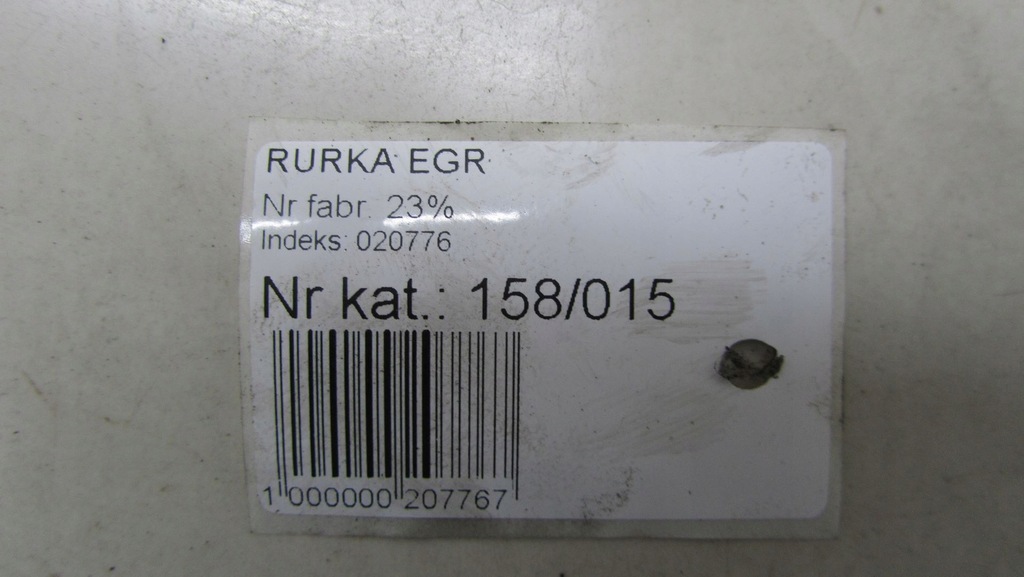 RURKA EGR
Nr fabr. 23%
Indeks: 020776
Nr kat.: 158/015
1 000000 207767